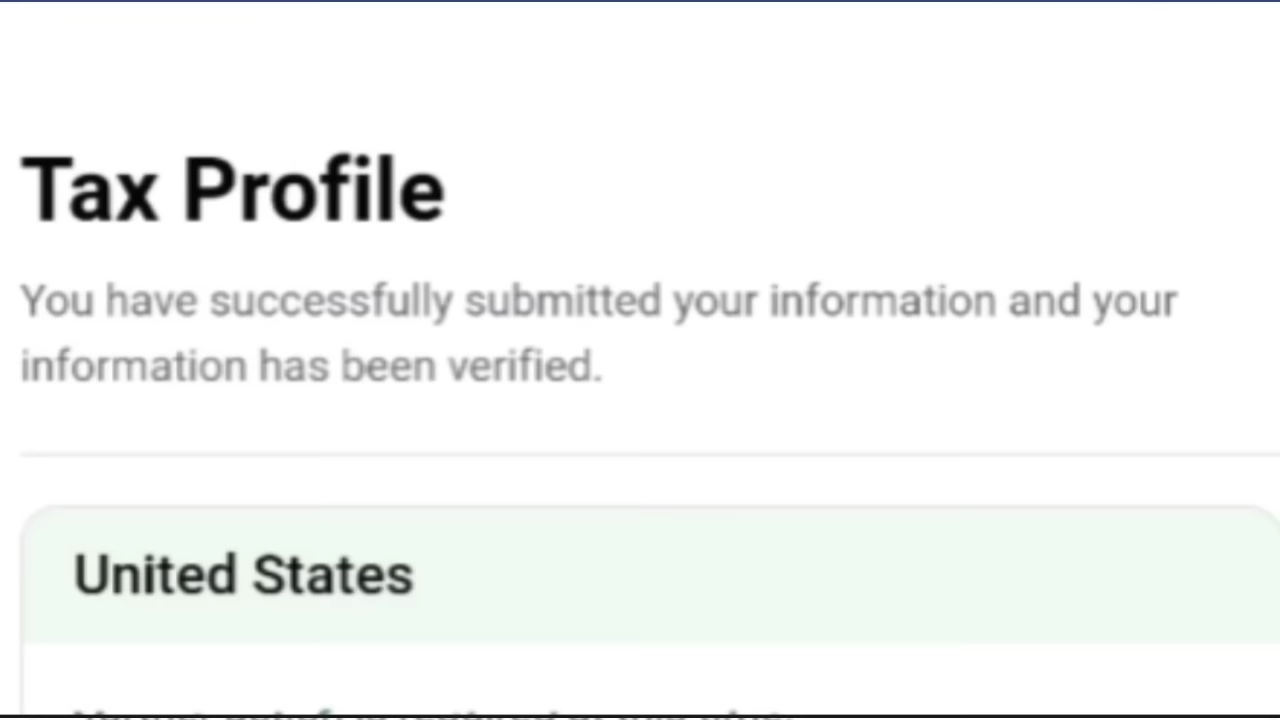 Tax Profile
You have successfully submitted your information and your
information has been verified.
United States